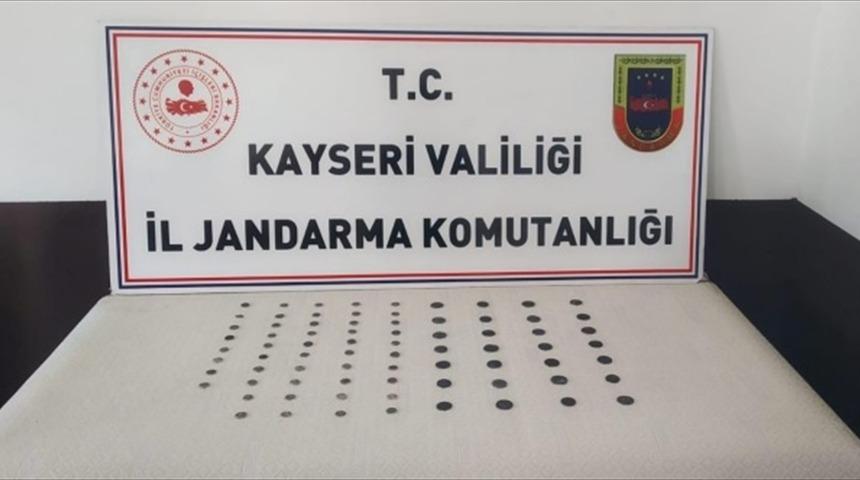 T.C.
KAYSERİ VALİLİĞİ
İL JANDARMA KOMUTANLIĞI